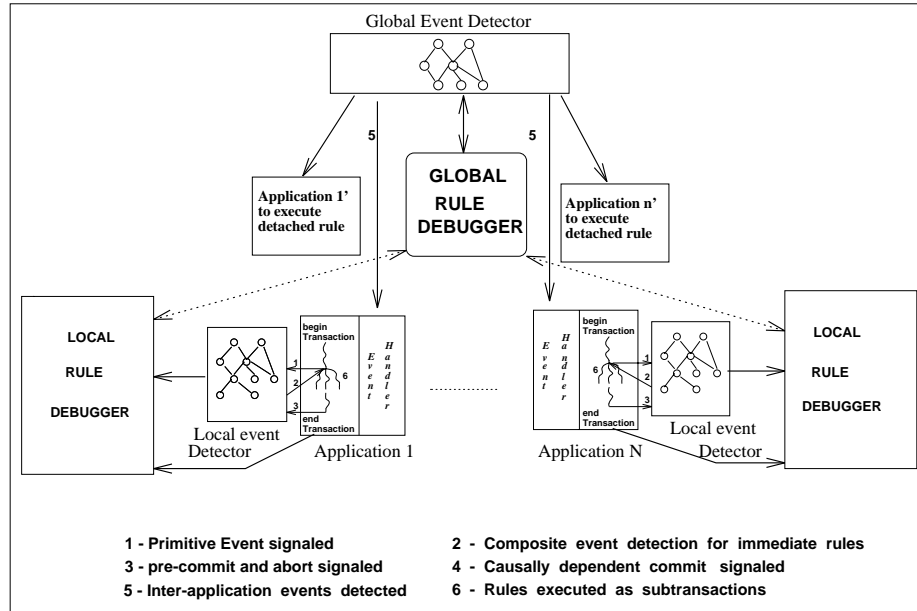 Global Event Detector
5
5
GLOBAL
RULE
DEBUGGER
Application 1'
to execute
detached rule
Application n'
to execute
detached rule
LOCAL
RULE
DEBUGGER
begin
Transaction
1
2
3
6
end
Transaction
Event
Handler
Local event
Detector
Application 1
..............
Event
Handler
begin
Transaction
1
2
3
6
end
Transaction
Application N
Local event
Detector
LOCAL
RULE
DEBUGGER
1 - Primitive Event signaled
2 - Composite event detection for immediate rules
3 - pre-commit and abort signaled
4 - Causally dependent commit signaled
5 - Inter-application events detected
6 - Rules executed as subtransactions